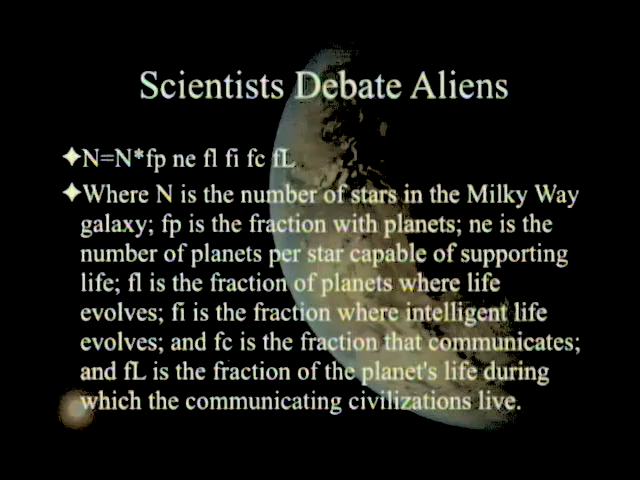 Scientists Debate Aliens
✦N=N*fp ne fl fi fc fL
✦Where N is the number of stars in the Milky Way
galaxy; fp is the fraction with planets; ne is the
number of planets per star capable of supporting
life; fl is the fraction of planets where life
evolves; fi is the fraction where intelligent life
evolves; and fc is the fraction that communicates;
and fL is the fraction of the planet's life during
which the communicating civilizations live.